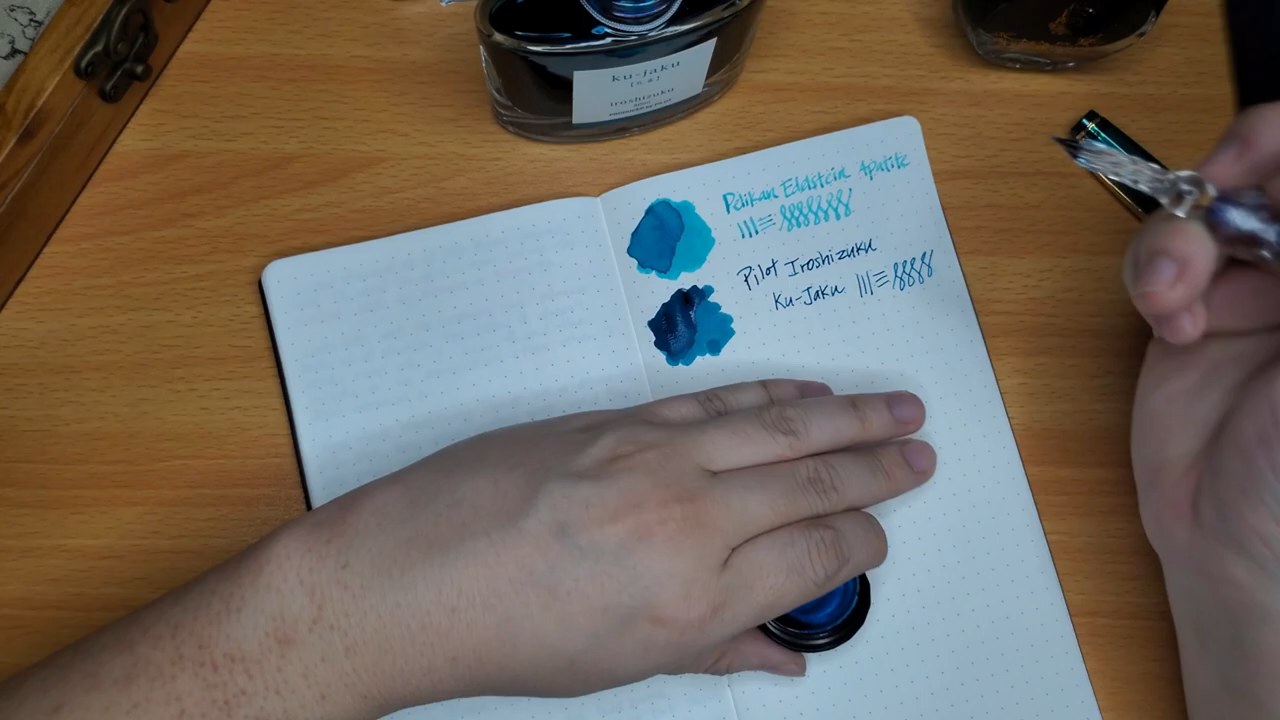 ku-jaku
iroshizuku
Pelikan Edelstein Apatite
Pilot Iroshizuku
Ku-Jaku